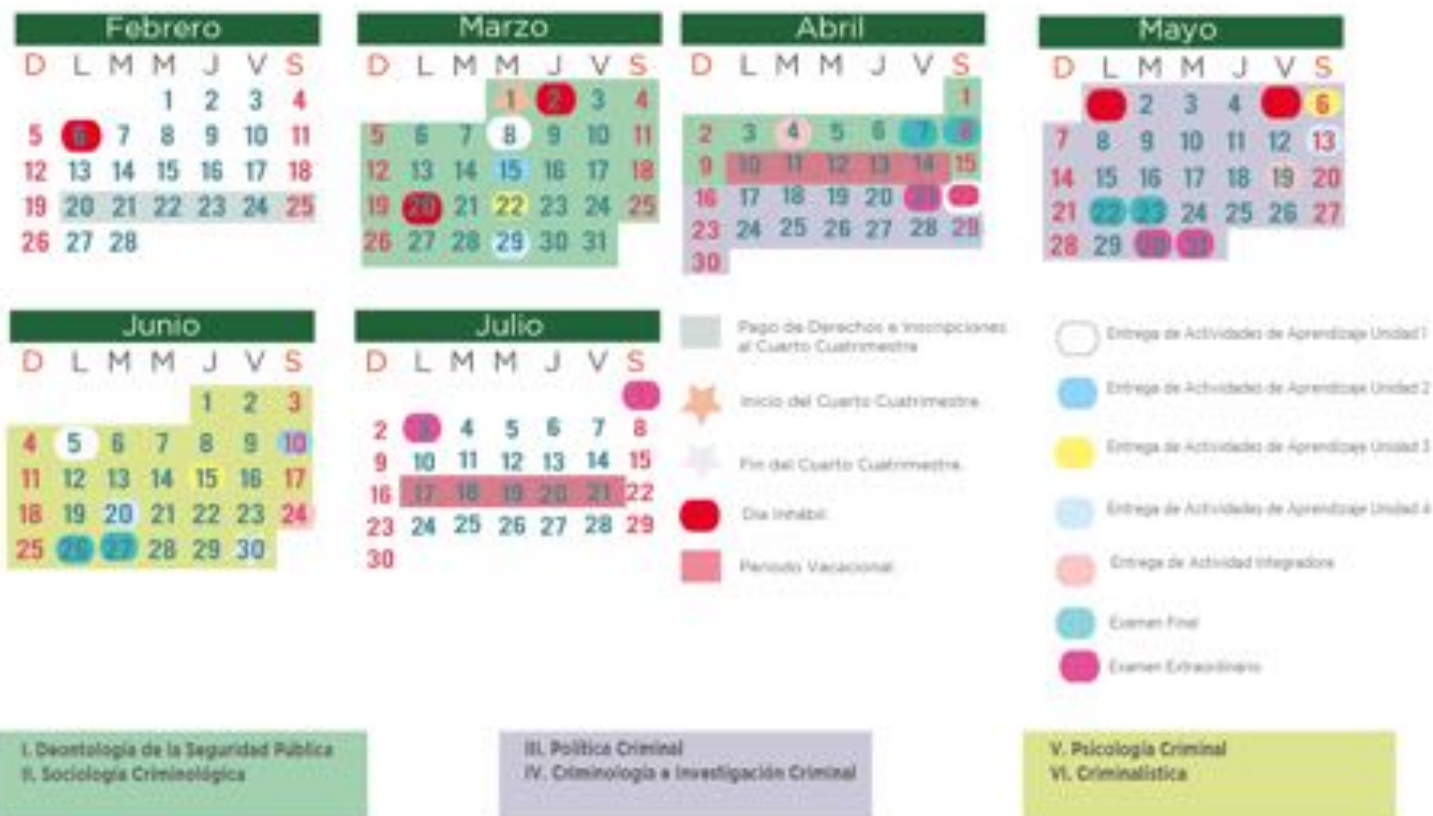 Febrero
D L M M J V S
1 2 3 4
5 6 7 8 9 10 11
12 13 14 15 16 17 18
19 20 21 22 23 24 25
26 27 28
Marzo
D L M M J V S
1 2 3 4
5 6 7 8 9 10 11
12 13 14 15 16 17 18
19 20 21 22 23 24 25
26 27 28 29 30 31
Abril
D L M M J V S
1
2 3 4 5 6 7 8
9 10 11 12 13 14 15
16 17 18 19 20 21
23 24 25 26 27 28 29
30
Mayo
D L M M J V S
2 3 4 6
7 8 9 10 11 12 13
14 15 16 17 18 19 20
21 22 23 24 25 26 27
28 29 30 31
Junio
D L M M J V S
1 2 3
4 5 6 7 8 9 10
11 12 13 14 15 16 17
18 19 20 21 22 23 24
25 26 27 28 29 30
Julio
D L M M J V S
2 3 4 5 6 7 8
9 10 11 12 13 14 15
16 17 18 19 20 21 22
23 24 25 26 27 28 29
30
Pago de Derechos e Inscripciones
al Cuarto Cuatrimestre
Inicio del Cuarto Cuatrimestre.
Fin del Cuarto Cuatrimestre.
Día Inhábil.
Periodo Vacacional.
Entrega de Actividades de Aprendizaje Unidad 1
Entrega de Actividades de Aprendizaje Unidad 2
Entrega de Actividades de Aprendizaje Unidad 3
Entrega de Actividades de Aprendizaje Unidad 4
Entrega de Actividad Integradora
Examen Final
Examen Extraordinario
I. Deontología de la Seguridad Pública
II. Sociología Criminológica
III. Política Criminal
IV. Criminología e Investigación Criminal
V. Psicología Criminal
VI. Criminalística